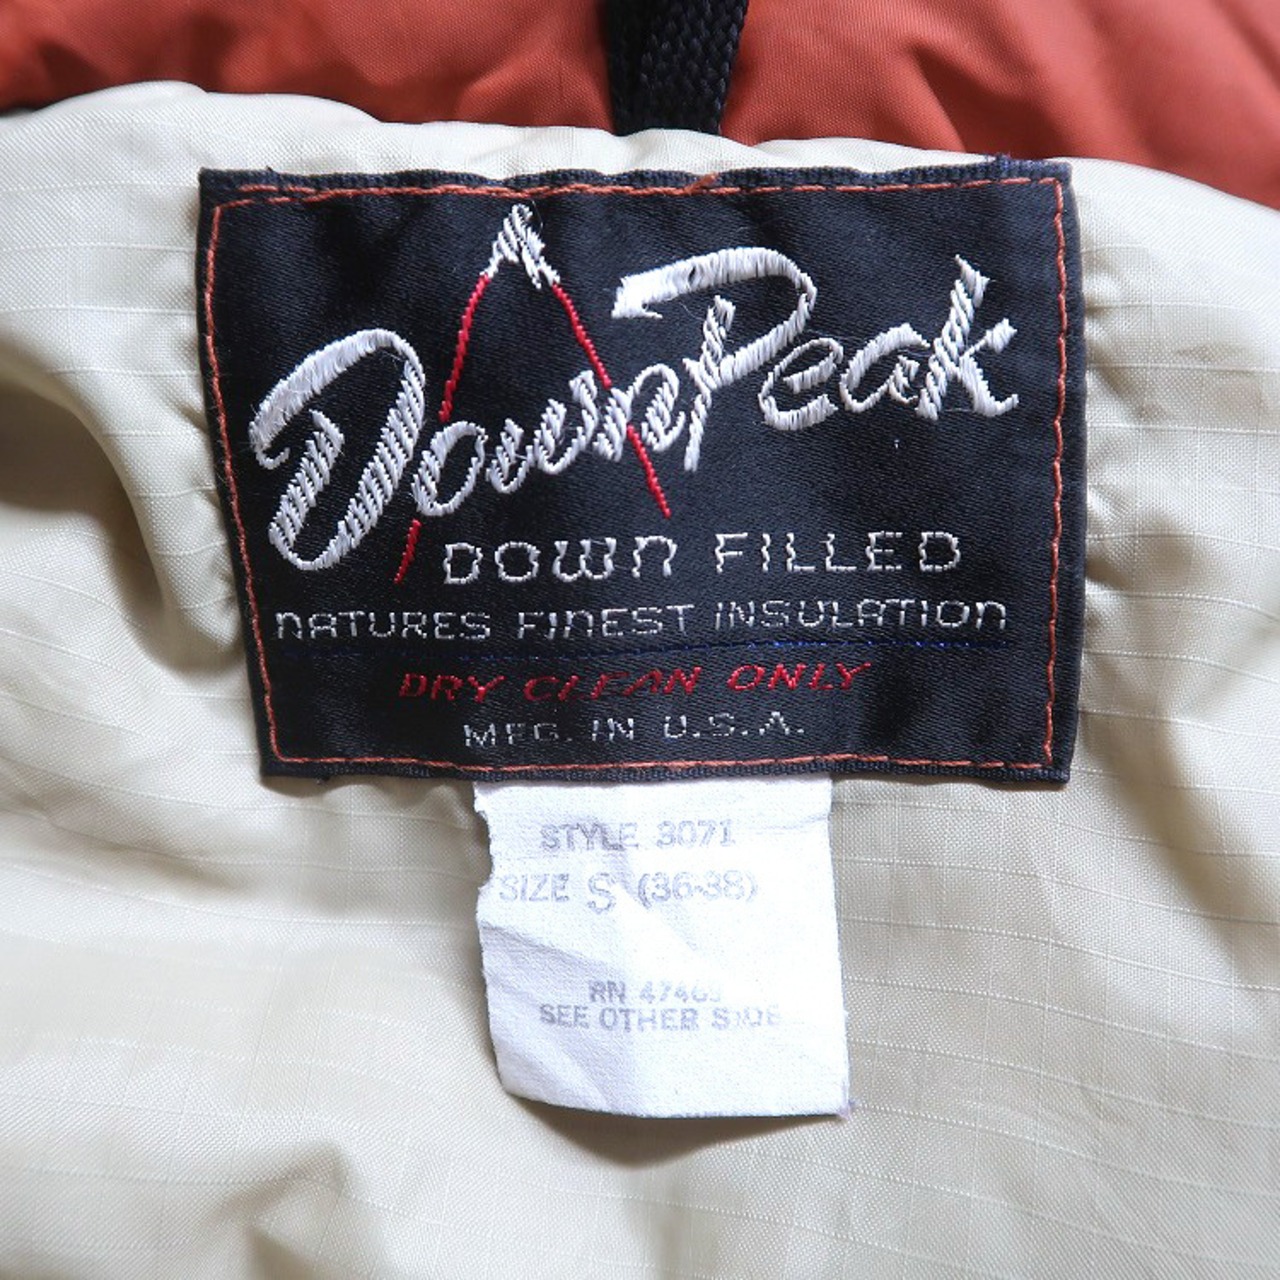 DownPeak
DOWN FILLED
NATURES FINEST INSULATION
DRY CLEAN ONLY
MFG. IN U.S.A.
STYLE 3071
SIZE S (36-38)
RN
SEE OTHER SIDE